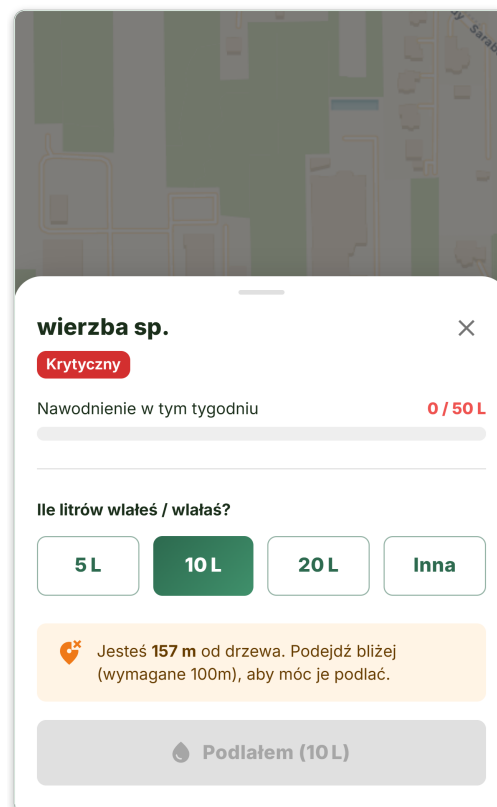 Sarab
wierzba sp.
Krytyczny
Nawodnienie w tym tygodniu 0 / 50 L
Ile litrów wlałeś / wlałaś?
5 L 10 L 20 L Inna
Jesteś 157 m od drzewa. Podejdź bliżej
(wymagane 100m), aby móc je podlać.
Podlałem (10 L)